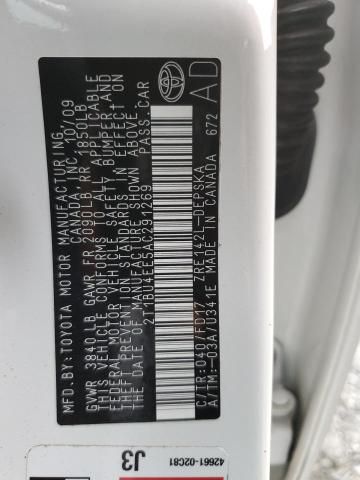 MFD.BY:TOYOTA MOTOR MANUFACTURING
CANADA, INC. 10/09
GVWR 3840LB GAWR FR 2090LB RR 1850LB
THIS VEHICLE CONFORMS TO ALL APPLICABLE
FEDERAL MOTOR VEHICLE SAFETY, BUMPER, AND
THEFT PREVENTION STANDARDS IN EFFECT ON
THE DATE OF MANUFACTURE SHOWN ABOVE.
2T1BU4EE5AC291269 PASS.CAR
C/TR:040/FD17 ZRE142L-DEPSKA
A/TM:-03A/U341E MADE IN CANADA 672
AD
42661-02C81
J3